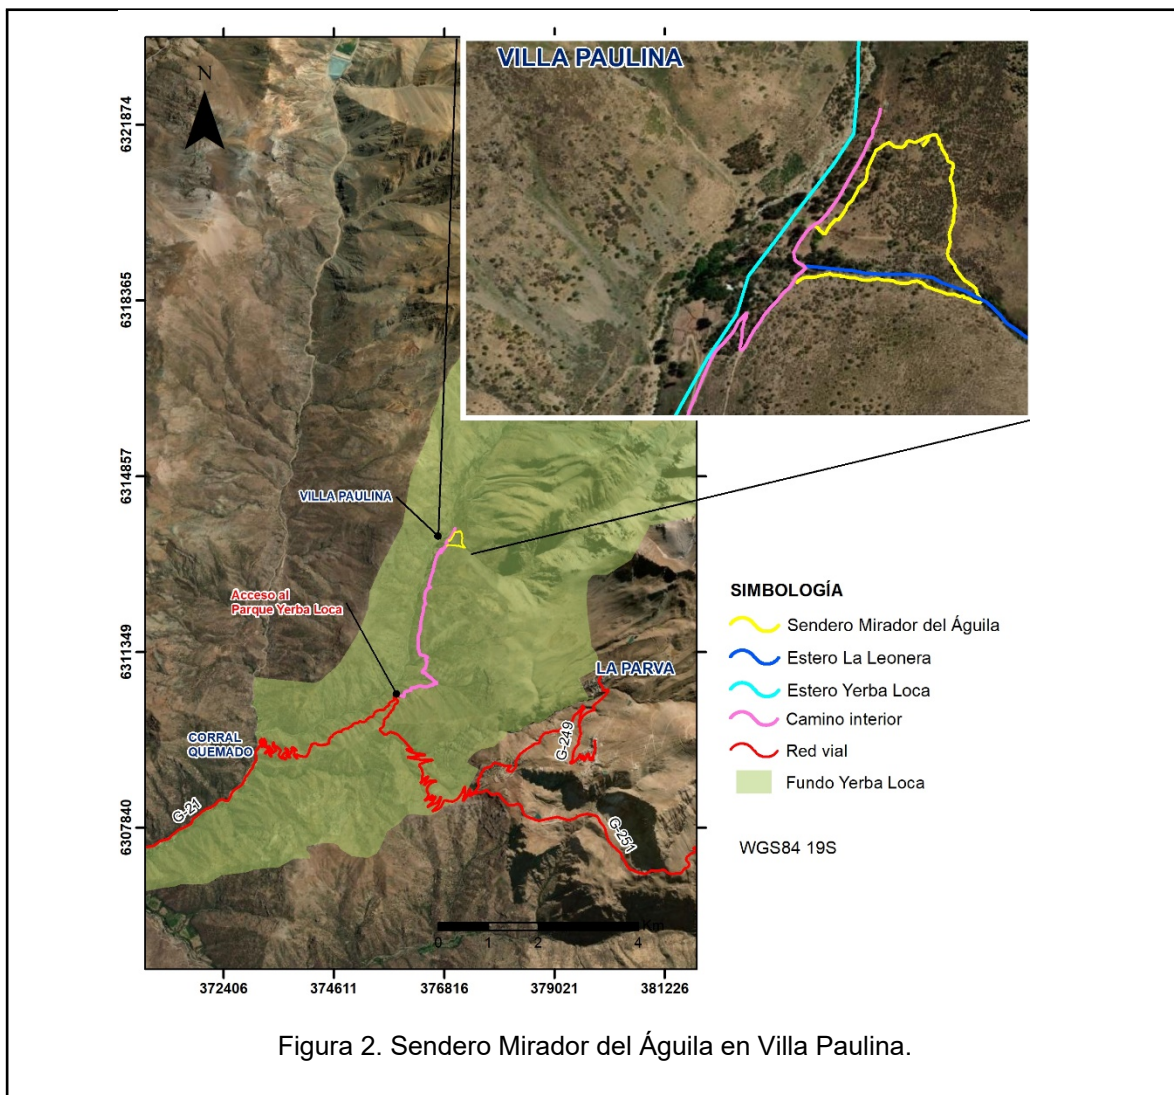 VILLA PAULINA
N
6321874
6318365
6314857
6311349
6307840
VILLA PAULINA
Acceso al
Parque Yerba Loca
LA PARVA
CORRAL
QUEMADO
G-249
G-21
G-251
Km
0 1 2 4
372406 374611 376816 379021 381226
SIMBOLOGÍA
Sendero Mirador del Águila
Estero La Leonera
Estero Yerba Loca
Camino interior
Red vial
Fundo Yerba Loca
WGS84 19S
Figura 2. Sendero Mirador del Águila en Villa Paulina.